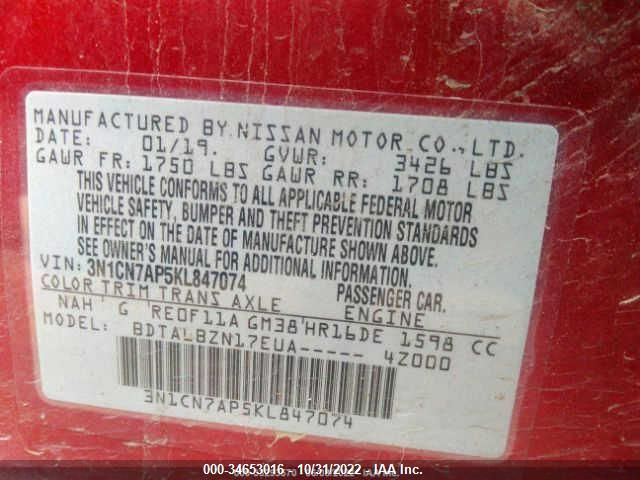 MANUFACTURED BY NISSAN MOTOR CO., LTD.
DATE: 01/19. GVWR: 3426 LBS
GAWR FR: 1750 LBS GAWR RR: 1708 LBS
THIS VEHICLE CONFORMS TO ALL APPLICABLE FEDERAL MOTOR
VEHICLE SAFETY, BUMPER AND THEFT PREVENTION STANDARDS
IN EFFECT ON THE DATE OF MANUFACTURE SHOWN ABOVE.
SEE OWNER'S MANUAL FOR ADDITIONAL INFORMATION.
VIN: 3N1CN7AP5KL847074 PASSENGER CAR.
COLOR TRIM TRANS AXLE ENGINE
NAH G RE0F11A GM38 HR16DE 1598 CC
MODEL: BDTALBZN17EUA----- 4Z000
3N1CN7AP5KL847074
000-34653016 - 10/31/2022 - IAA Inc.